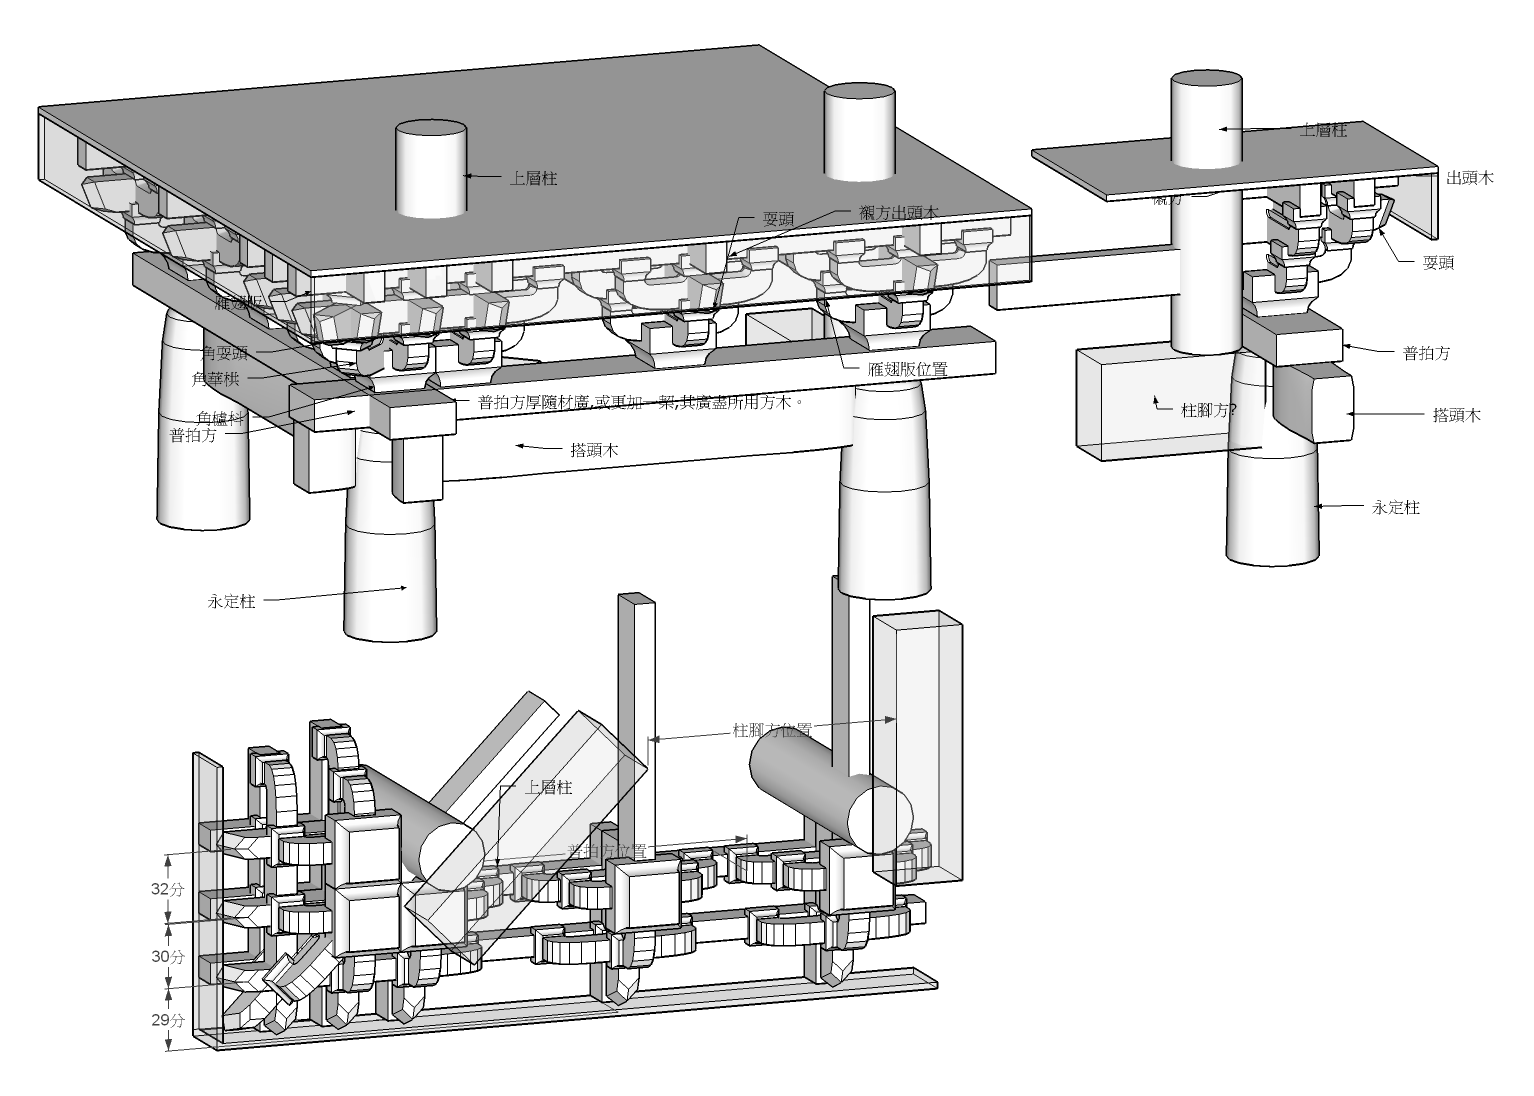 上層柱
上層柱
出頭木
襯方
耍頭
襯方出頭木
耍頭
雁翅版
角耍頭
普拍方
角華栱
雁翅版位置
普拍方厚隨材廣,或更加一栔,其廣盡所用方木。
柱腳方?
搭頭木
角櫨枓
普拍方
搭頭木
永定柱
永定柱
柱腳方位置
上層柱
普拍方位置
32分
30分
29分